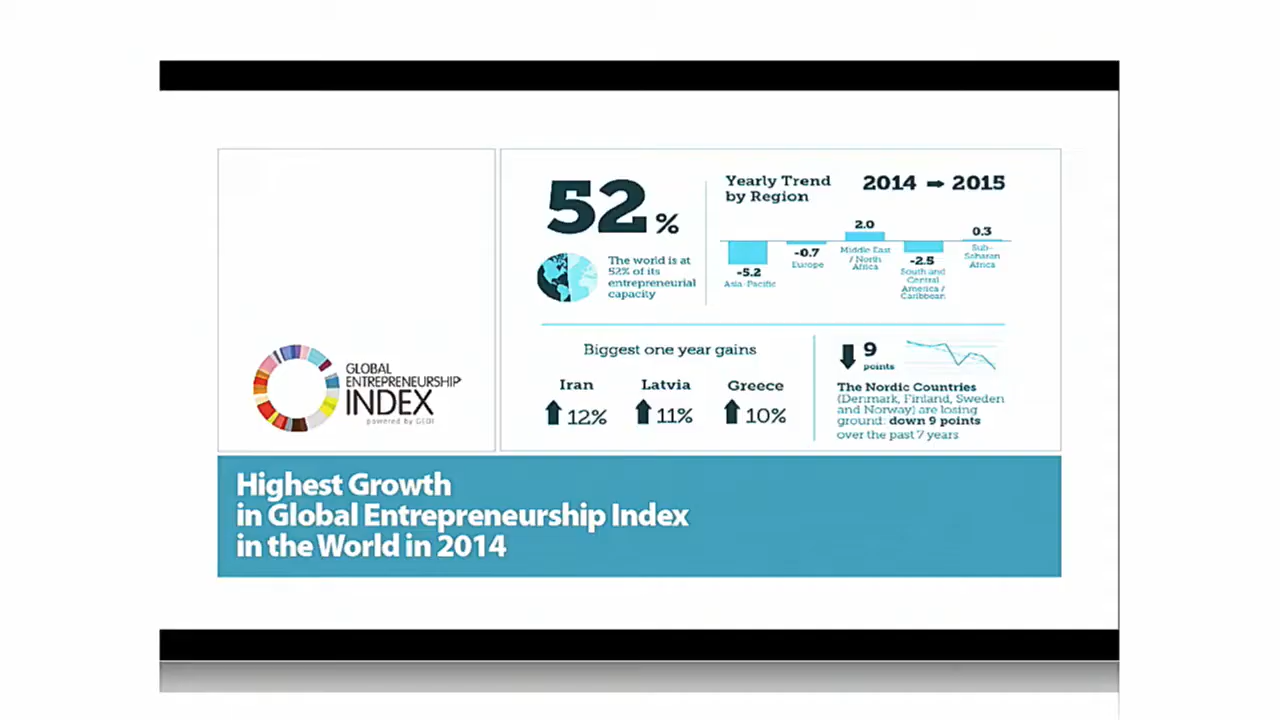 52 %
The world is at
52% of its
entrepreneurial
capacity
Yearly Trend
by Region
2014 ➡ 2015
-5.2
Asia-Pacific
-0.7
Europe
2.0
Middle East
/ North
Africa
-2.5
South and
Central
America /
Caribbean
0.3
Sub-
Saharan
Africa
Biggest one year gains
Iran
12%
Latvia
11%
Greece
10%
9
points
The Nordic Countries
(Denmark, Finland, Sweden
and Norway) are losing
ground: down 9 points
over the past 7 years
GLOBAL
ENTREPRENEURSHIP
INDEX
powered by GEDI
Highest Growth
in Global Entrepreneurship Index
in the World in 2014